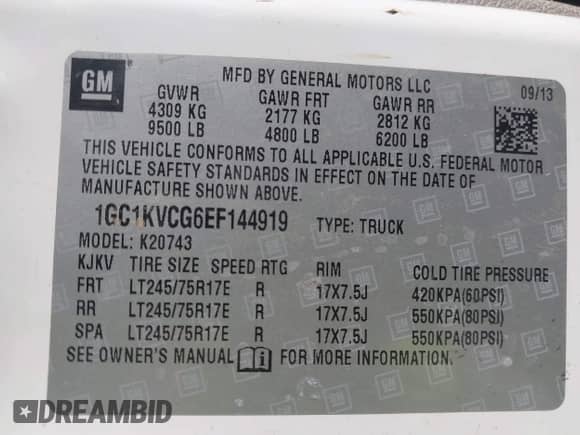 GM
MFD BY GENERAL MOTORS LLC
09/13
GVWR GAWR FRT GAWR RR
4309 KG 2177 KG 2812 KG
9500 LB 4800 LB 6200 LB
THIS VEHICLE CONFORMS TO ALL APPLICABLE U.S. FEDERAL MOTOR
VEHICLE SAFETY STANDARDS IN EFFECT ON THE DATE OF
MANUFACTURE SHOWN ABOVE.
1GC1KVCG6EF144919 TYPE: TRUCK
MODEL: K20743
KJKV TIRE SIZE SPEED RTG RIM COLD TIRE PRESSURE
FRT LT245/75R17E R 17X7.5J 420KPA(60PSI)
RR LT245/75R17E R 17X7.5J 550KPA(80PSI)
SPA LT245/75R17E R 17X7.5J 550KPA(80PSI)
SEE OWNER'S MANUAL FOR MORE INFORMATION.
DREAMBID